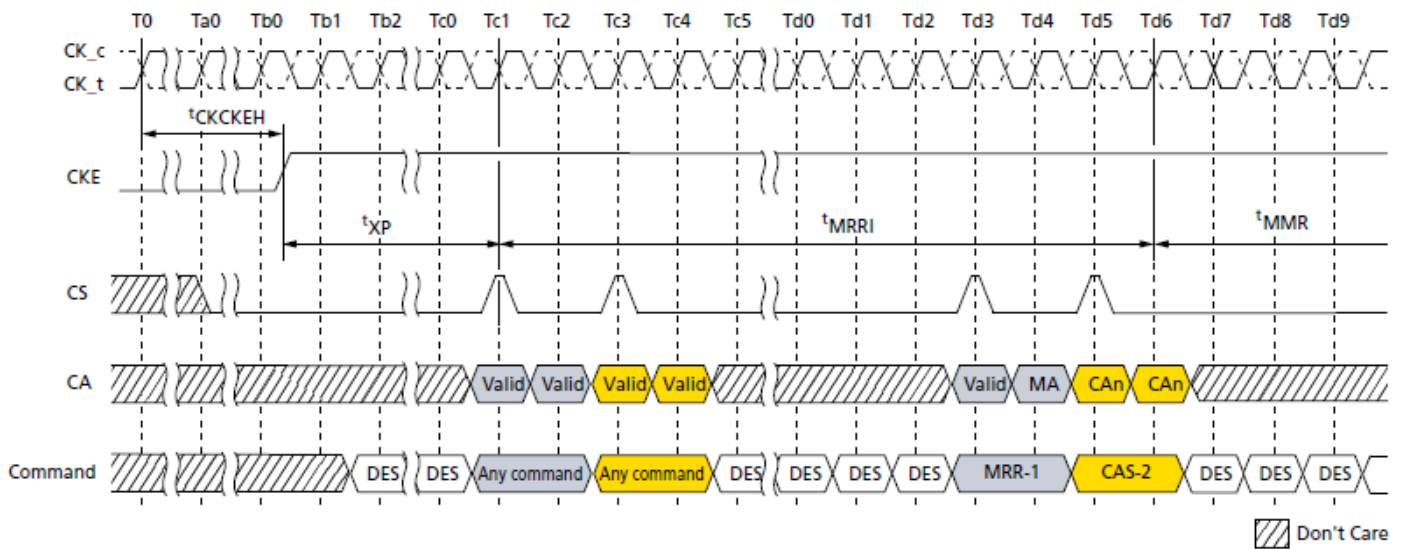 T0 Ta0 Tb0 Tb1 Tb2 Tc0 Tc1 Tc2 Tc3 Tc4 Tc5 Td0 Td1 Td2 Td3 Td4 Td5 Td6 Td7 Td8 Td9
CK_c
CK_t
tCKCKEH
CKE
tXP tMRRI tMMR
CS
CA Valid Valid Valid Valid Valid MA CAn CAn
Command DES DES Any command Any command DES DES DES DES MRR-1 CAS-2 DES DES DES
Don't Care